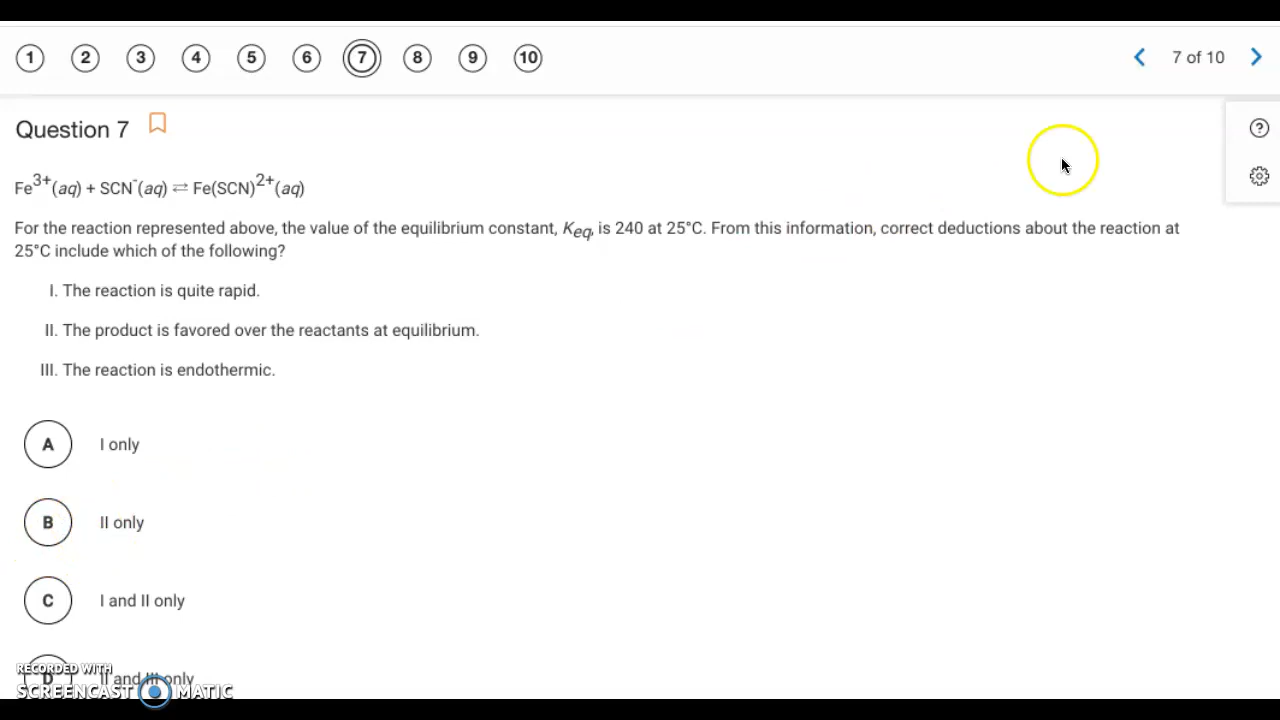 1 2 3 4 5 6 7 8 9 10 7 of 10
Question 7
Fe3+(aq) + SCN-(aq) ⇌ Fe(SCN)2+(aq)
For the reaction represented above, the value of the equilibrium constant, Keq, is 240 at 25°C. From this information, correct deductions about the reaction at
25°C include which of the following?
I. The reaction is quite rapid.
II. The product is favored over the reactants at equilibrium.
III. The reaction is endothermic.
A I only
B II only
C I and II only
D II and III only
RECORDED WITH
SCREENCAST MATIC